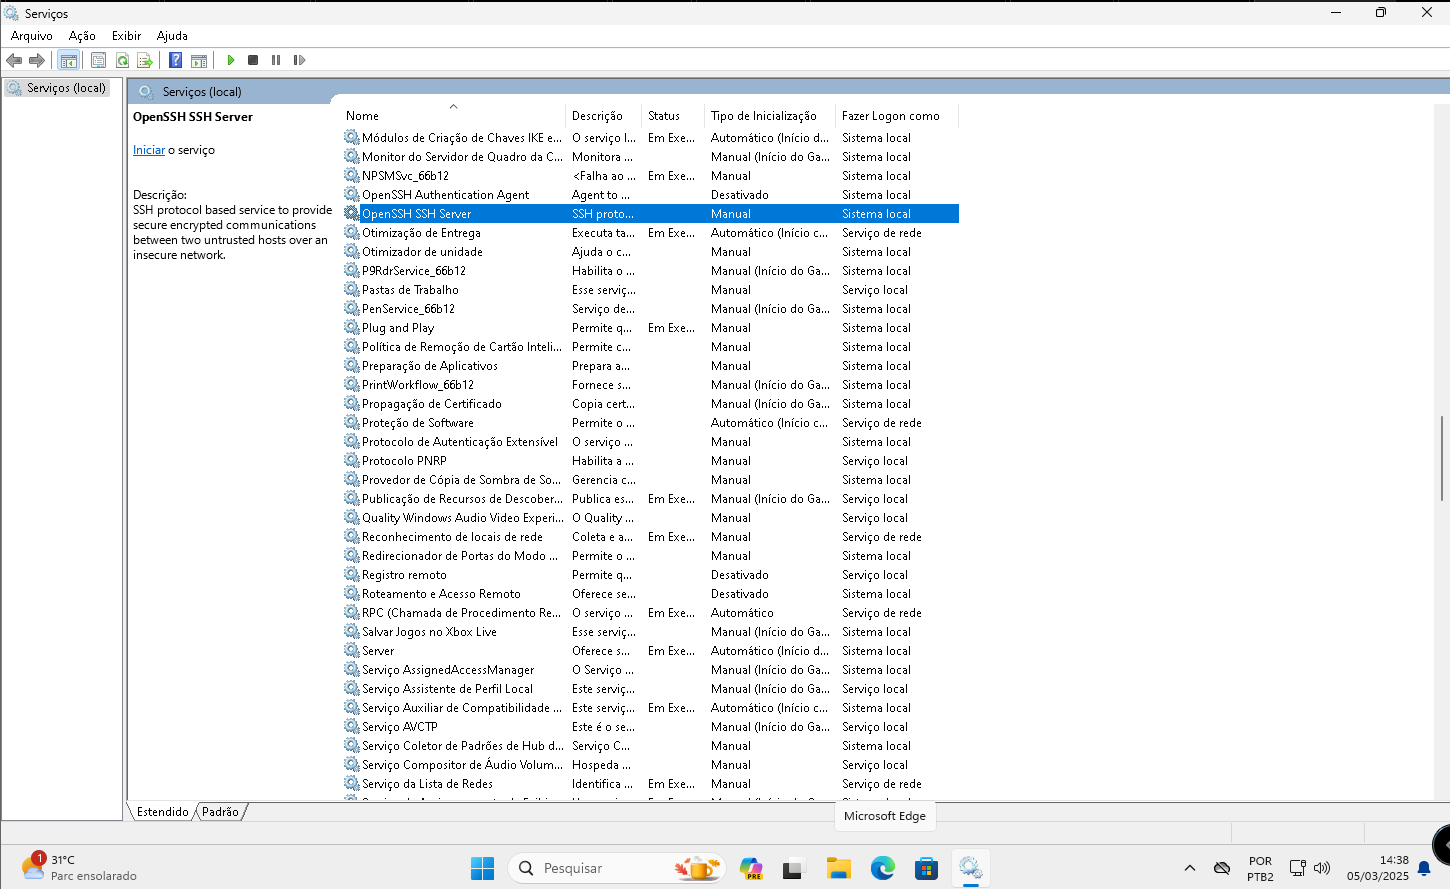 Serviços
Arquivo Ação Exibir Ajuda
Serviços (local)
Serviços (local)
OpenSSH SSH Server
Iniciar o serviço
Descrição:
SSH protocol based service to provide
secure encrypted communications
between two untrusted hosts over an
insecure network.
Nome Descrição Status Tipo de Inicialização Fazer Logon como
Módulos de Criação de Chaves IKE e... O serviço I... Em Exe... Automático (Início d... Sistema local
Monitor do Servidor de Quadro da C... Monitora ... Manual (Início do Ga... Sistema local
NPSMSvc_66b12 <Falha ao ... Em Exe... Manual Sistema local
OpenSSH Authentication Agent Agent to ... Desativado Sistema local
OpenSSH SSH Server SSH proto... Manual Sistema local
Otimização de Entrega Executa ta... Em Exe... Automático (Início c... Serviço de rede
Otimizador de unidade Ajuda o c... Manual Sistema local
P9RdrService_66b12 Habilita o ... Manual (Início do Ga... Sistema local
Pastas de Trabalho Esse serviç... Manual Serviço local
PenService_66b12 Serviço de... Manual (Início do Ga... Sistema local
Plug and Play Permite q... Em Exe... Manual Sistema local
Política de Remoção de Cartão Inteli... Permite c... Manual Sistema local
Preparação de Aplicativos Prepara a... Manual Sistema local
PrintWorkflow_66b12 Fornece s... Manual (Início do Ga... Sistema local
Propagação de Certificado Copia cert... Manual (Início do Ga... Sistema local
Proteção de Software Permite o ... Automático (Início c... Serviço de rede
Protocolo de Autenticação Extensível O serviço ... Manual Sistema local
Protocolo PNRP Habilita a ... Manual Serviço local
Provedor de Cópia de Sombra de So... Gerencia c... Manual Sistema local
Publicação de Recursos de Descober... Publica es... Em Exe... Manual (Início do Ga... Serviço local
Quality Windows Audio Video Experi... O Quality ... Manual Serviço local
Reconhecimento de locais de rede Coleta e a... Em Exe... Manual Serviço de rede
Redirecionador de Portas do Modo ... Permite o ... Manual Sistema local
Registro remoto Permite q... Desativado Serviço local
Roteamento e Acesso Remoto Oferece se... Desativado Sistema local
RPC (Chamada de Procedimento Re... O serviço ... Em Exe... Automático Serviço de rede
Salvar Jogos no Xbox Live Esse serviç... Manual (Início do Ga... Sistema local
Server Oferece s... Em Exe... Automático (Início d... Sistema local
Serviço AssignedAccessManager O Serviço ... Manual (Início do Ga... Sistema local
Serviço Assistente de Perfil Local Este serviç... Manual (Início do Ga... Serviço local
Serviço Auxiliar de Compatibilidade ... Este serviç... Em Exe... Automático (Início c... Sistema local
Serviço AVCTP Este é o se... Manual (Início do Ga... Serviço local
Serviço Coletor de Padrões de Hub d... Serviço C... Manual Sistema local
Serviço Compositor de Áudio Volum... Hospeda ... Manual Serviço local
Serviço da Lista de Redes Identifica ... Em Exe... Manual Serviço de rede
Estendido Padrão
Microsoft Edge
1
31°C
Parc ensolarado
Pesquisar
PRE
POR
PTB2
14:38
05/03/2025